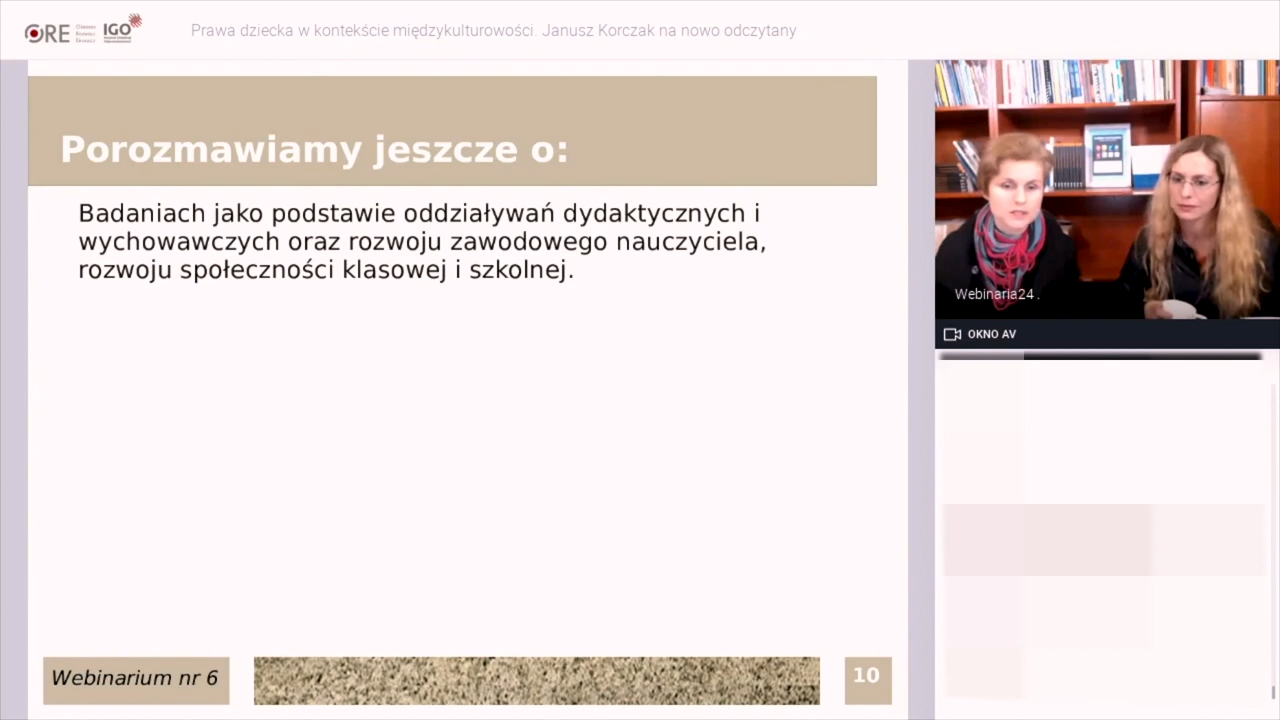 ORE
IGO
Prawa dziecka w kontekście międzykulturowości. Janusz Korczak na nowo odczytany
Porozmawiamy jeszcze o:
Badaniach jako podstawie oddziaływań dydaktycznych i
wychowawczych oraz rozwoju zawodowego nauczyciela,
rozwoju społeczności klasowej i szkolnej.
Webinaria24 .
OKNO AV
Webinarium nr 6
10